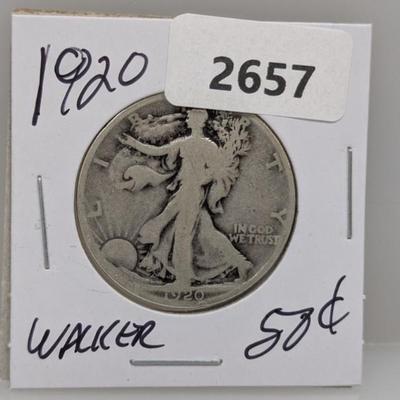 1920
2657
LIBERTY
IN GOD
WE TRUST
1920
WALKER
50¢